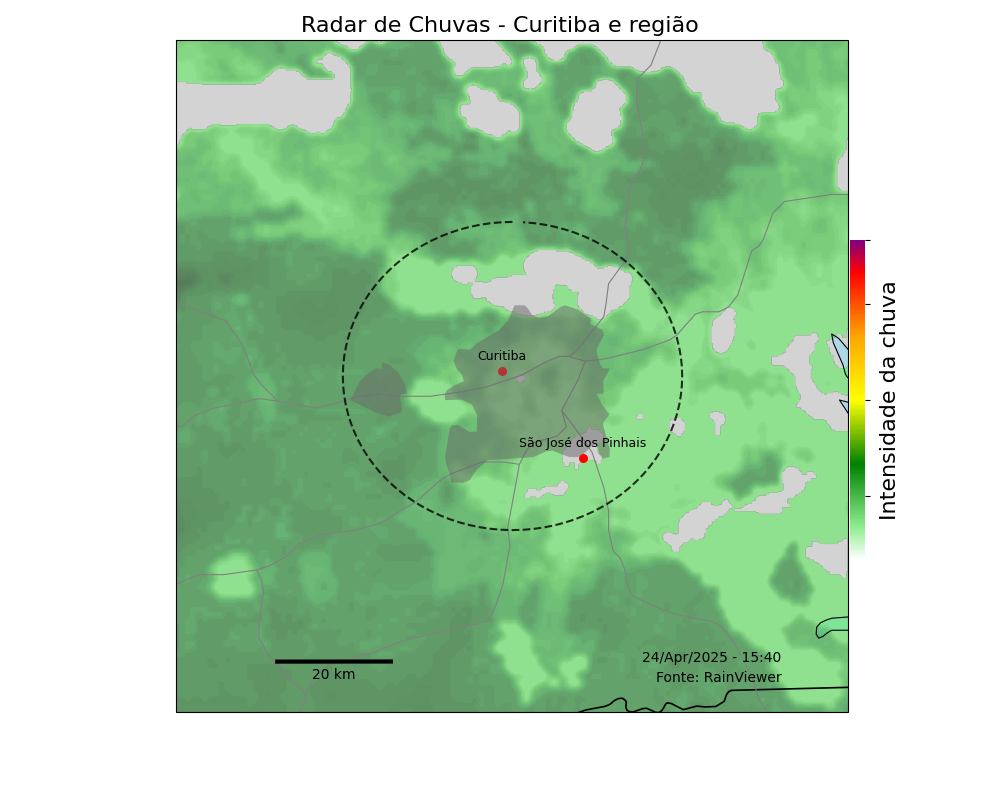 Radar de Chuvas - Curitiba e região
Curitiba
São José dos Pinhais
Intensidade da chuva
24/Apr/2025 - 15:40
20 km
Fonte: RainViewer